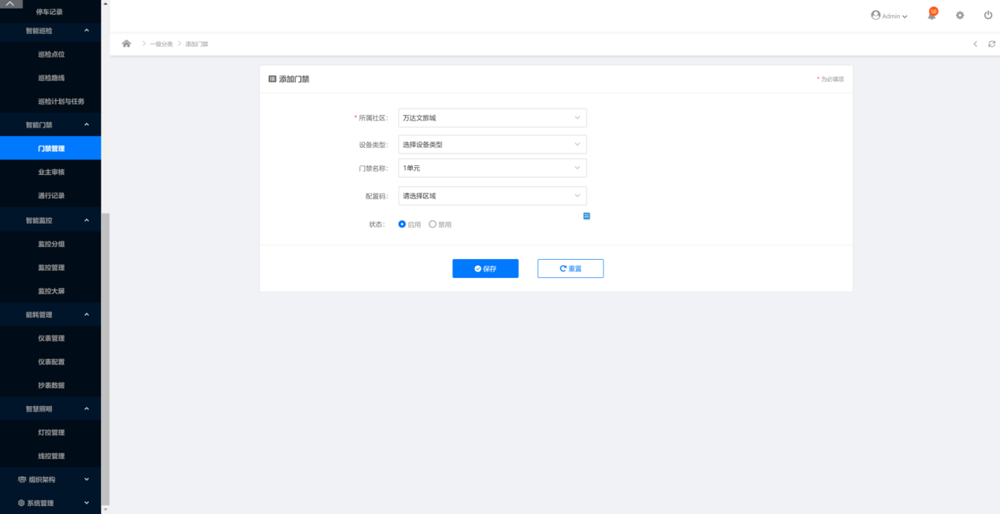 停车记录
智能巡检
巡检点位
巡检路线
巡检计划与任务
智能门禁
门禁管理
业主审核
通行记录
智能监控
监控分组
监控管理
监控大屏
能耗管理
仪表管理
仪表配置
抄表数据
智慧照明
灯控管理
线控管理
组织架构
系统管理
Admin
50
一级分类
添加门禁
添加门禁
* 为必填项
* 所属社区: 万达文旅城
设备类型: 选择设备类型
门禁名称: 1单元
配置码: 请选择区域
状态: 启用 禁用
保存 重置